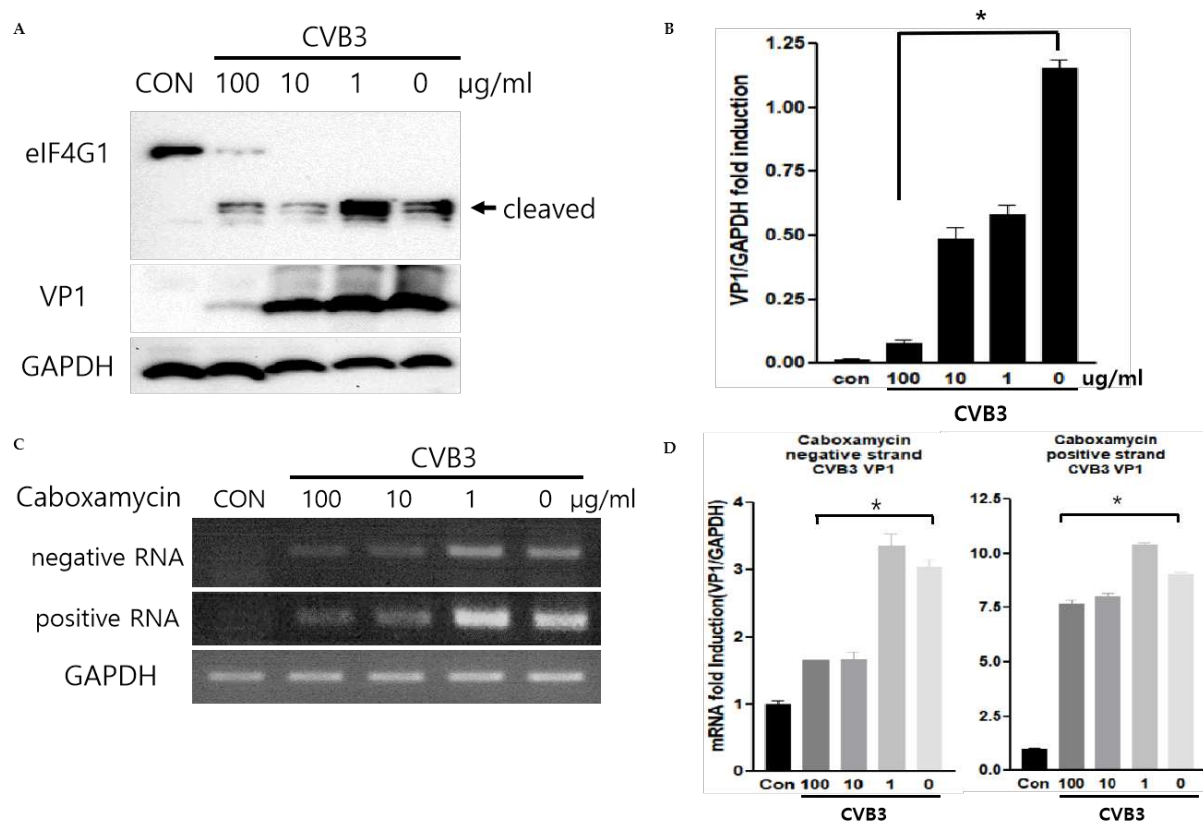 A
CVB3
CON 100 10 1 0 µg/ml
eIF4G1
cleaved
VP1
GAPDH
B
*
VP1/GAPDH fold induction
1.25
1.00
0.75
0.50
0.25
0.00
con 100 10 1 0 ug/ml
CVB3
C
CVB3
Caboxamycin CON 100 10 1 0 µg/ml
negative RNA
positive RNA
GAPDH
D
Caboxamycin
negative strand
CVB3 VP1
mRNA fold Induction(VP1/GAPDH)
4
3
2
1
0
*
Con 100 10 1 0
CVB3
Caboxamycin
positive strand
CVB3 VP1
12.5
10.0
7.5
5.0
2.5
0.0
*
Con 100 10 1 0
CVB3